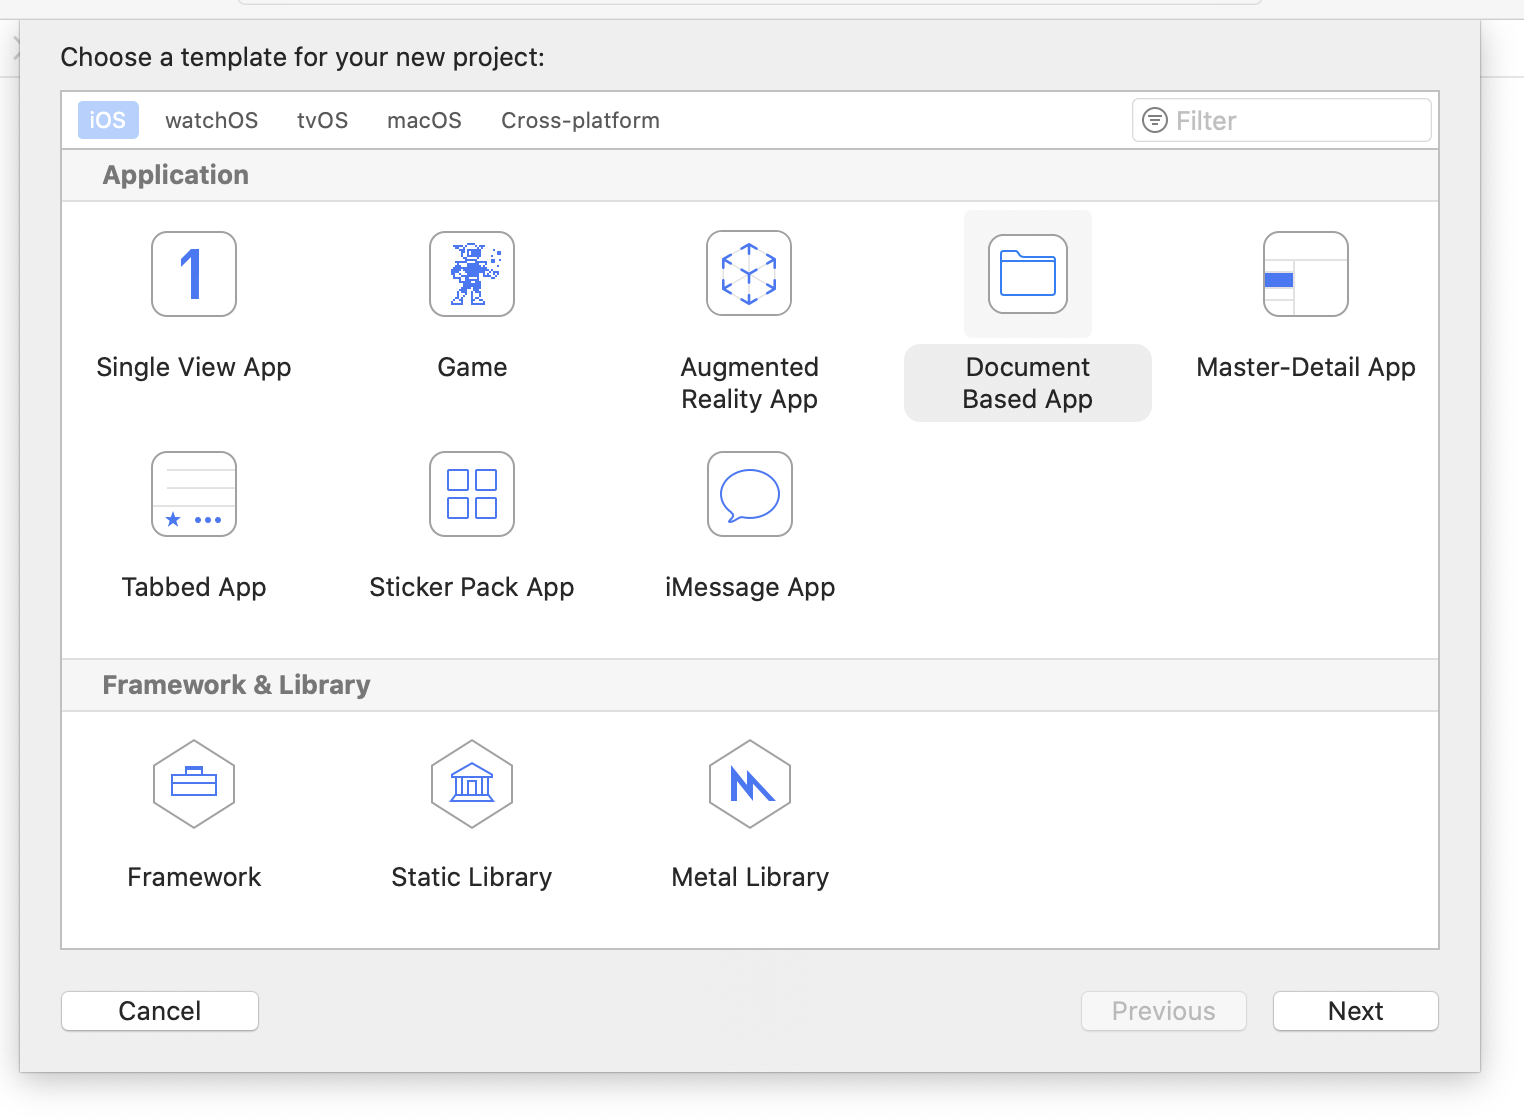 Choose a template for your new project:
iOS watchOS tvOS macOS Cross-platform Filter
Application
1
Single View App Game Augmented Reality App Document Based App Master-Detail App
Tabbed App Sticker Pack App iMessage App
Framework & Library
Framework Static Library Metal Library
Cancel Previous Next